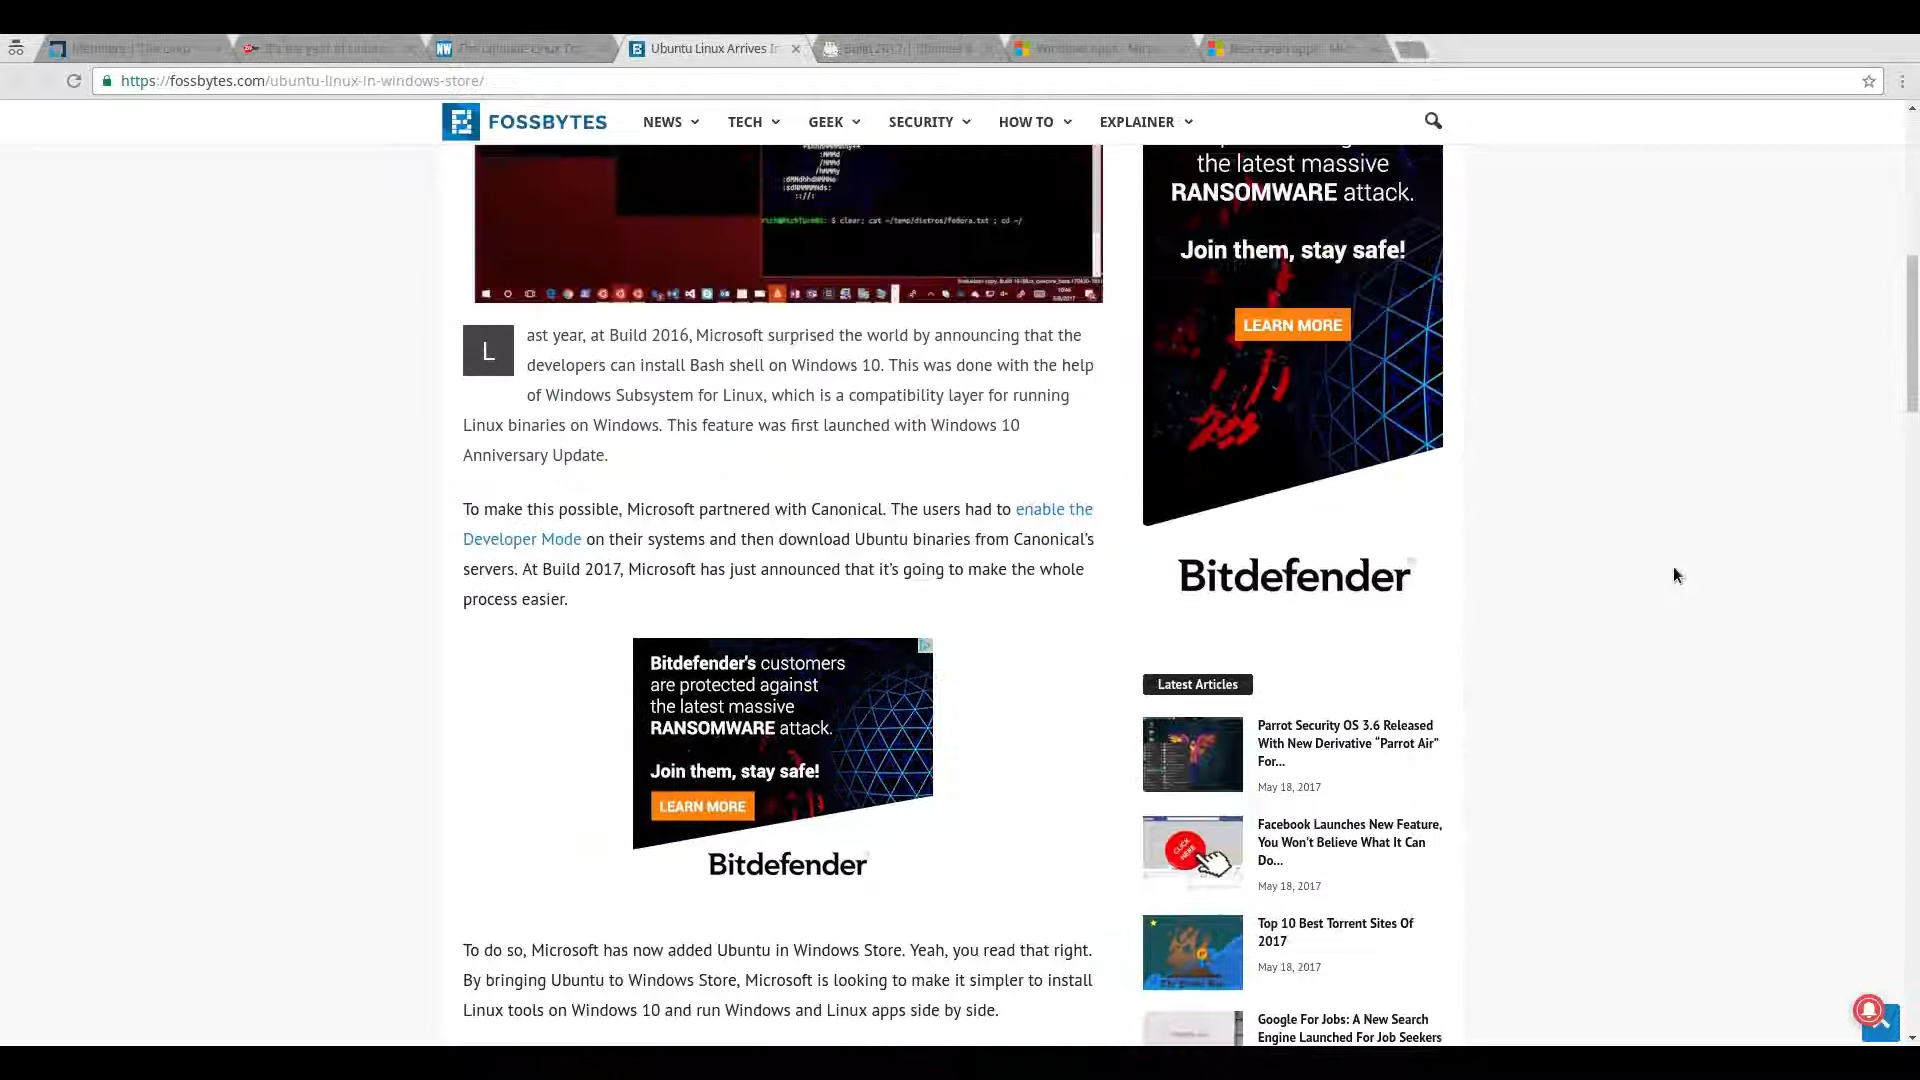 Ubuntu Linux Arrives I
https://fossbytes.com/ubuntu-linux-in-windows-store/
FOSSBYTES
NEWS
TECH
GEEK
SECURITY
HOW TO
EXPLAINER
$ clear; cat ~/temp/distros/fedora.txt ; cd ~/
Last year, at Build 2016, Microsoft surprised the world by announcing that the
developers can install Bash shell on Windows 10. This was done with the help
of Windows Subsystem for Linux, which is a compatibility layer for running
Linux binaries on Windows. This feature was first launched with Windows 10
Anniversary Update.
To make this possible, Microsoft partnered with Canonical. The users had to enable the
Developer Mode on their systems and then download Ubuntu binaries from Canonical's
servers. At Build 2017, Microsoft has just announced that it's going to make the whole
process easier.
Bitdefender's customers
are protected against
the latest massive
RANSOMWARE attack.
Join them, stay safe!
LEARN MORE
Bitdefender
To do so, Microsoft has now added Ubuntu in Windows Store. Yeah, you read that right.
By bringing Ubuntu to Windows Store, Microsoft is looking to make it simpler to install
Linux tools on Windows 10 and run Windows and Linux apps side by side.
the latest massive
RANSOMWARE attack.
Join them, stay safe!
LEARN MORE
Bitdefender
Latest Articles
Parrot Security OS 3.6 Released
With New Derivative “Parrot Air”
For...
May 18, 2017
CLICK
HERE
Facebook Launches New Feature,
You Won't Believe What It Can
Do...
May 18, 2017
Top 10 Best Torrent Sites Of
2017
May 18, 2017
Google For Jobs: A New Search
Engine Launched For Job Seekers